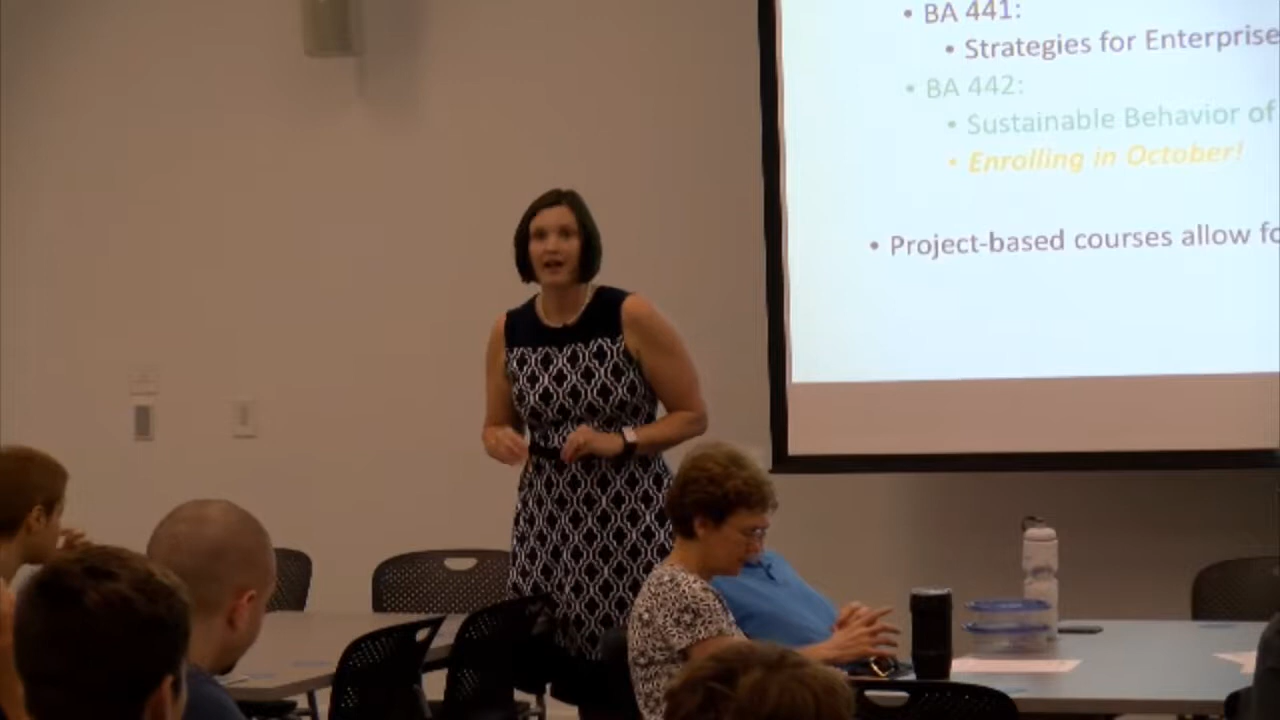 • BA 441:
• Strategies for Enterprise
• BA 442:
• Sustainable Behavior of
• Enrolling in October!
• Project-based courses allow fo